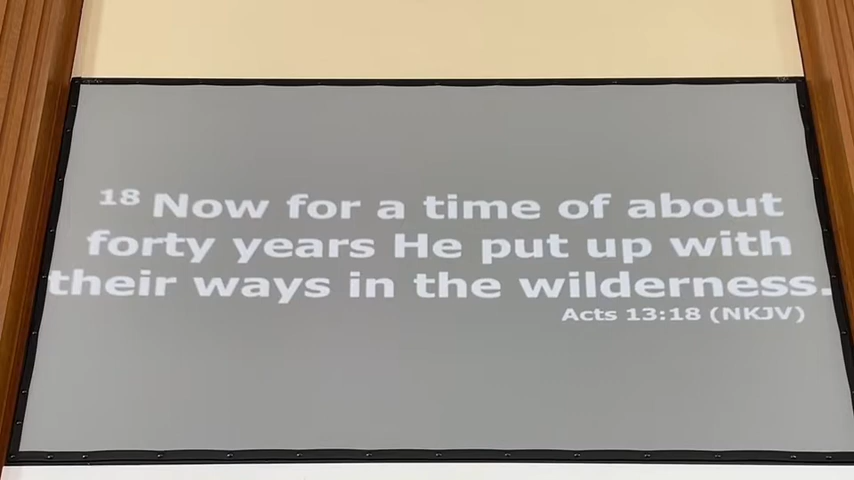 18 Now for a time of about
forty years He put up with
their ways in the wilderness.
Acts 13:18 (NKJV)